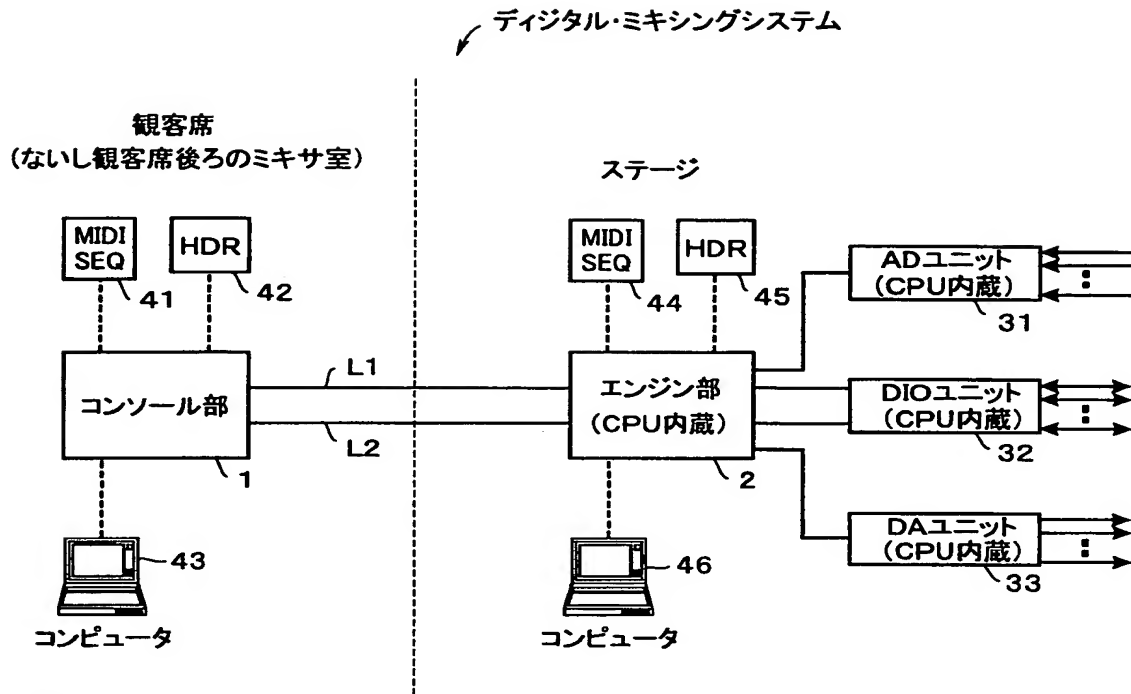 ディジタル・ミキシングシステム
観客席
(ないし観客席後ろのミキサ室)
ステージ
MIDI
SEQ
41
HDR
42
MIDI
SEQ
44
HDR
45
ADユニット
(CPU内蔵)
31
コンソール部
1
L1
L2
エンジン部
(CPU内蔵)
2
DIOユニット
(CPU内蔵)
32
DAユニット
(CPU内蔵)
33
43
コンピュータ
46
コンピュータ